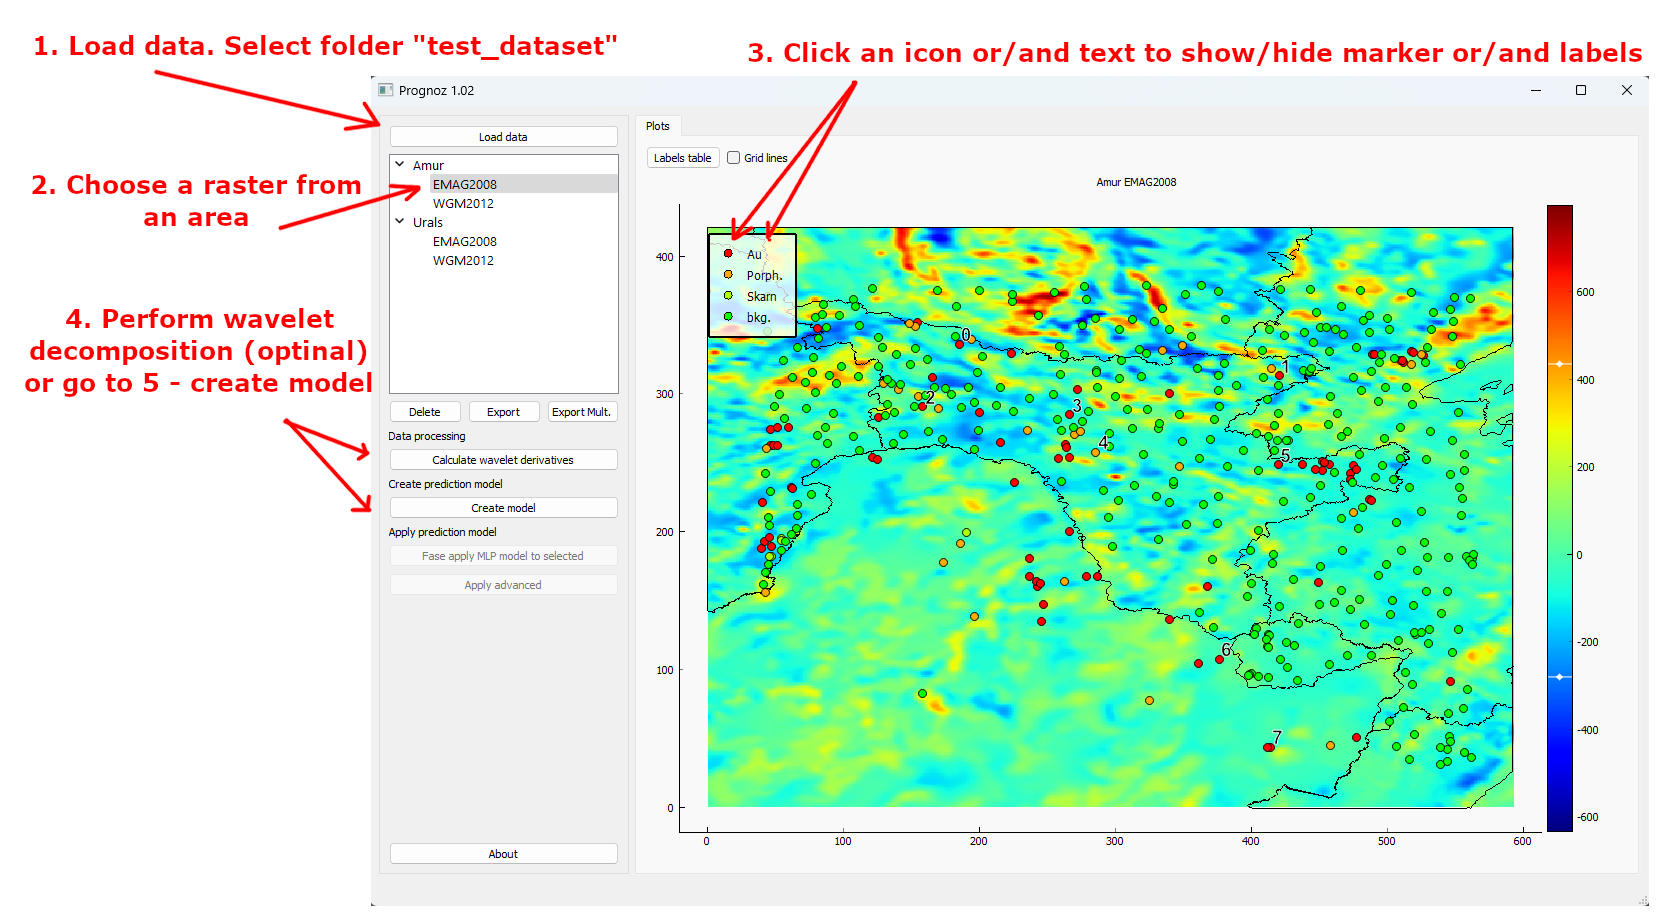 1. Load data. Select folder "test_dataset"
3. Click an icon or/and text to show/hide marker or/and labels
Prognoz 1.02
Load data
Amur
EMAG2008
WGM2012
Urals
EMAG2008
WGM2012
2. Choose a raster from
an area
4. Perform wavelet
decomposition (optinal)
or go to 5 - create model
Delete
Export
Export Mult.
Data processing
Calculate wavelet derivatives
Create prediction model
Create model
Apply prediction model
Fase apply MLP model to selected
Apply advanced
About
Plots
Labels table
Grid lines
Amur EMAG2008
Au
Porph.
Skarn
bkg.
0
1
2
3
4
5
6
7
400
300
200
100
0
0
100
200
300
400
500
600
600
400
200
0
-200
-400
-600